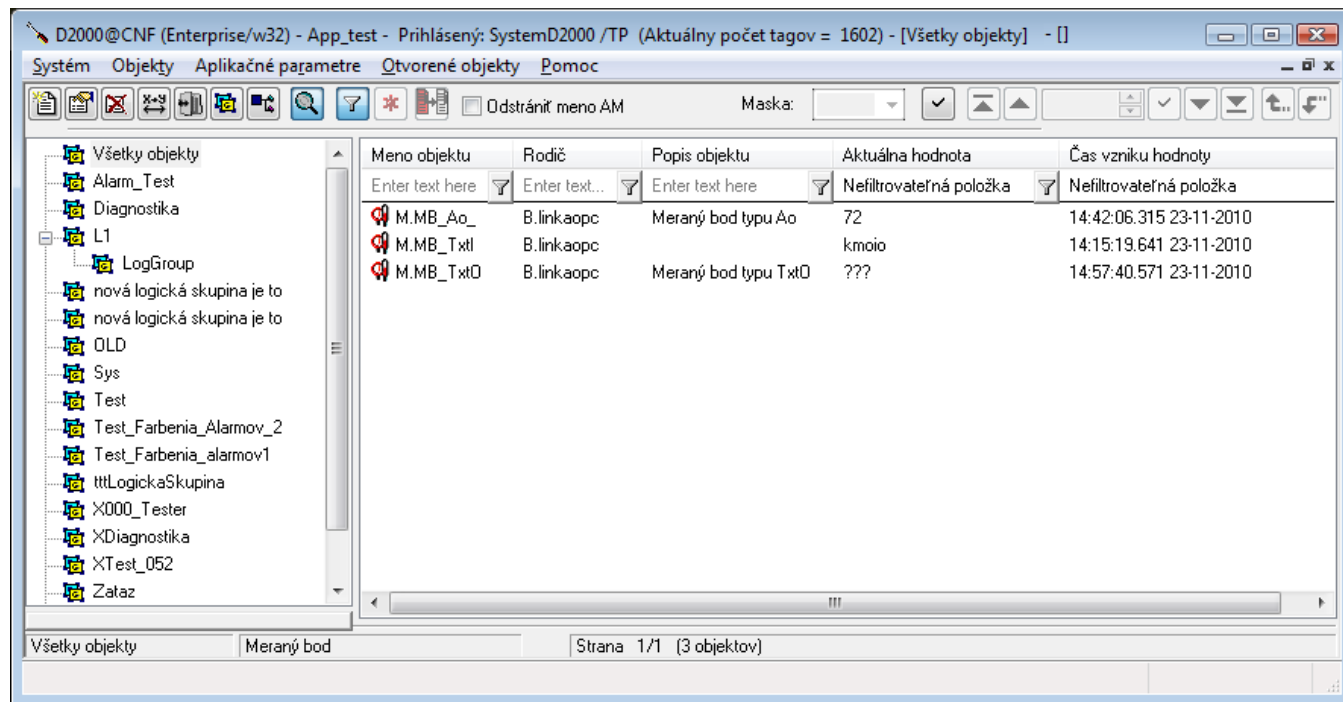 D2000@CNF (Enterprise/w32) - App_test - Prihlásený: SystemD2000 /TP (Aktuálny počet tagov = 1602) - [Všetky objekty] - []
Systém Objekty Aplikačné parametre Otvorené objekty Pomoc
Odstrániť meno AM Maska:
Všetky objekty
Alarm_Test
Diagnostika
L1
LogGroup
nová logická skupina je to
nová logická skupina je to
OLD
Sys
Test
Test_Farbenia_Alarmov_2
Test_Farbenia_alarmov1
tttLogickaSkupina
X000_Tester
XDiagnostika
XTest_052
Zataz
Meno objektu Rodič Popis objektu Aktuálna hodnota Čas vzniku hodnoty
Enter text here Enter text... Enter text here Nefiltrovateľná položka Nefiltrovateľná položka
M.MB_Ao_ B.linkaopc Meraný bod typu Ao 72 14:42:06.315 23-11-2010
M.MB_TxtI B.linkaopc kmoio 14:15:19.641 23-11-2010
M.MB_TxtO B.linkaopc Meraný bod typu TxtO ??? 14:57:40.571 23-11-2010
Všetky objekty Meraný bod Strana 1/1 (3 objektov)